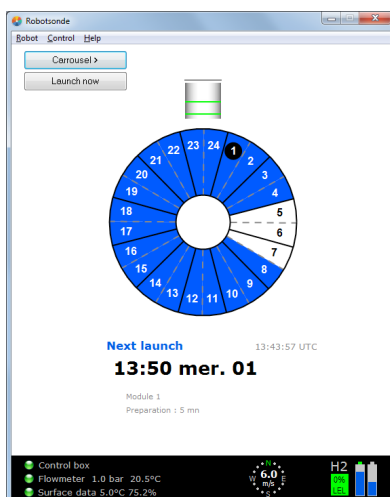 Robotsonde
Robot Control Help
Carrousel >
Launch now
1
2
3
4
5
6
7
8
9
10
11
12
13
14
15
16
17
18
19
20
21
22
23
24
Next launch 13:43:57 UTC
13:50 mer. 01
Module 1
Preparation : 5 mn
Control box
Flowmeter 1.0 bar 20.5°C
Surface data 5.0°C 75.2%
N
W 6.0 E
m/s
S
H2
0%
LEL